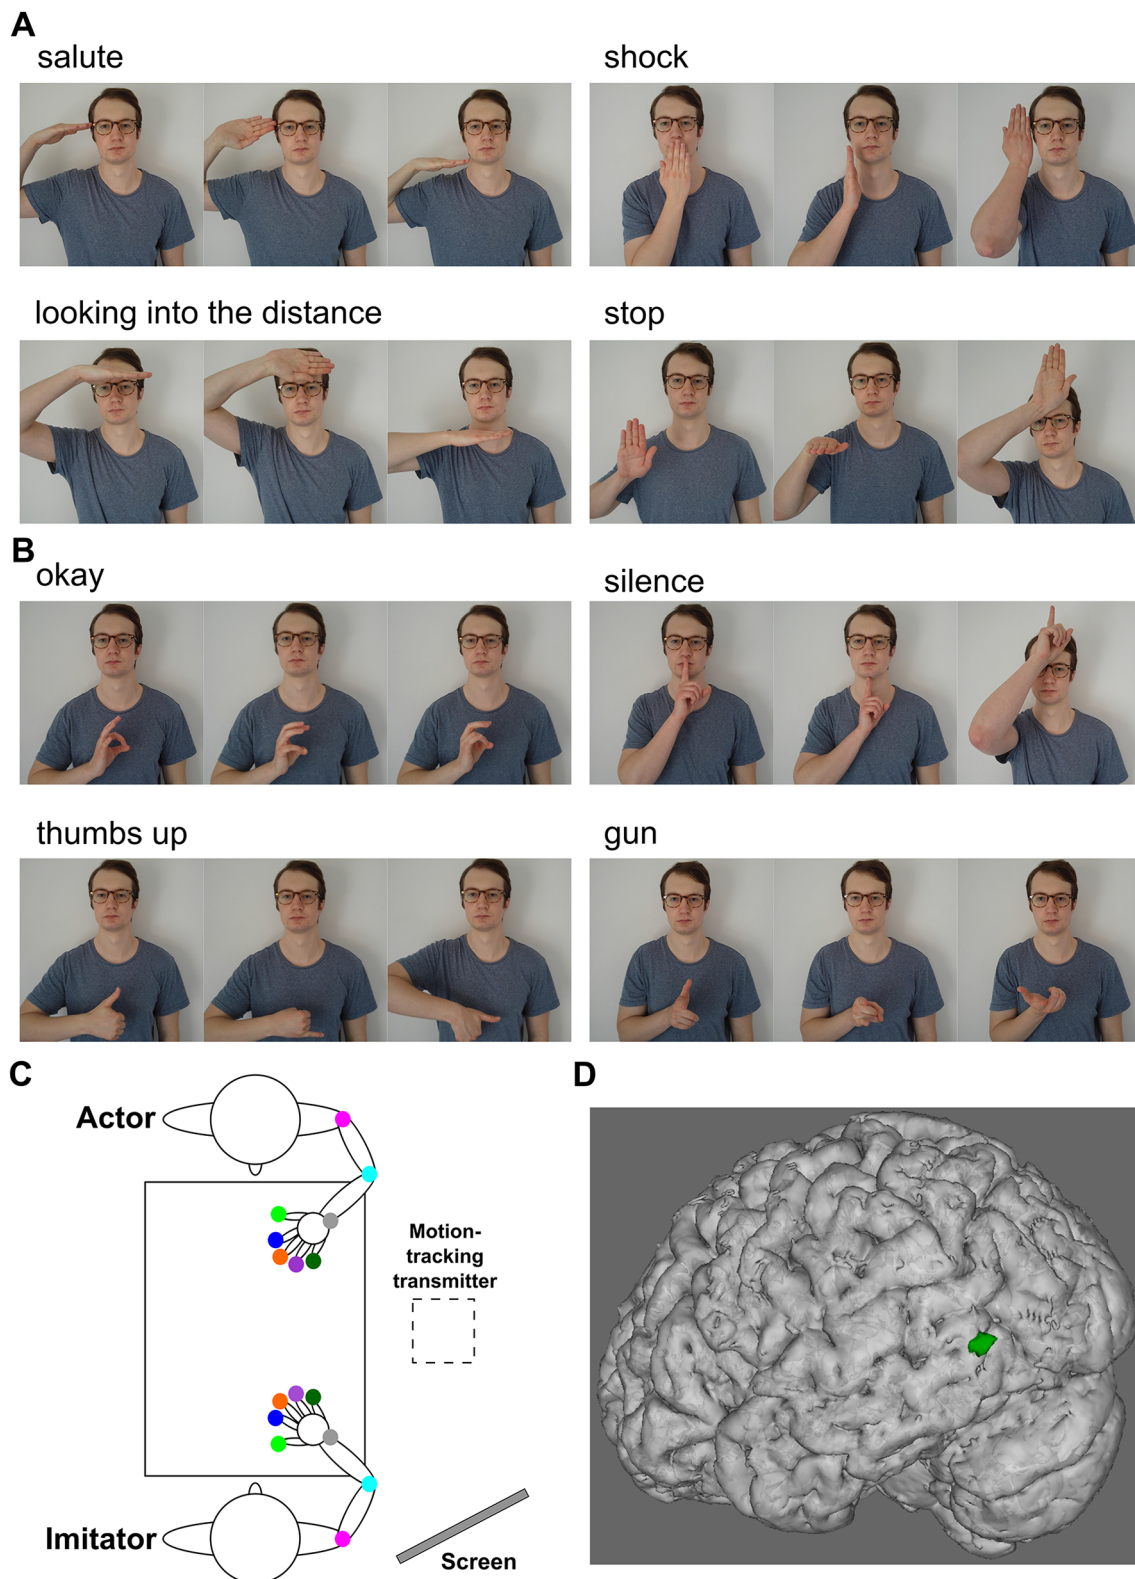 A
salute
shock
looking into the distance
stop
B
okay
silence
thumbs up
gun
C
D
Actor
Motion-
tracking
transmitter
Imitator
Screen